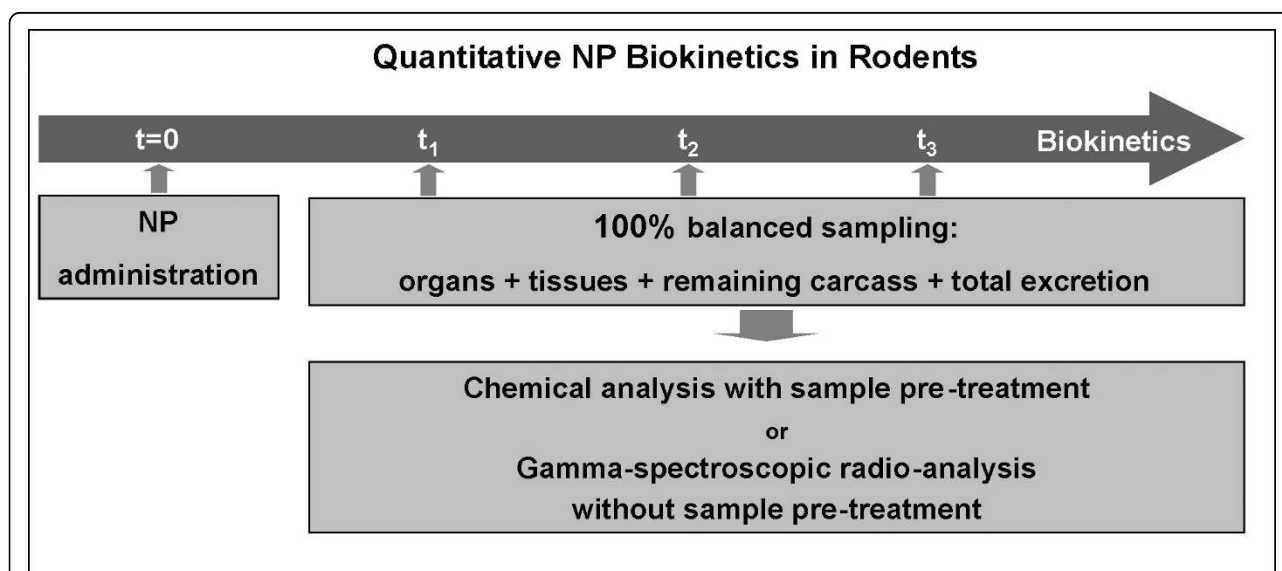 Quantitative NP Biokinetics in Rodents
t=0 t₁ t₂ t₃ Biokinetics
NP
administration
100% balanced sampling:
organs + tissues + remaining carcass + total excretion
Chemical analysis with sample pre-treatment
or
Gamma-spectroscopic radio-analysis
without sample pre-treatment